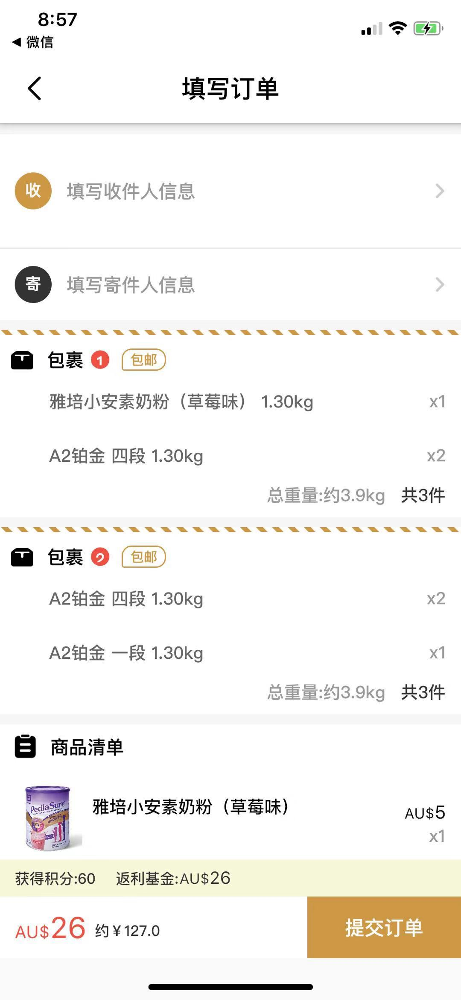 8:57
微信
填写订单
收 填写收件人信息
寄 填写寄件人信息
包裹 1 包邮
雅培小安素奶粉（草莓味） 1.30kg x1
A2铂金 四段 1.30kg x2
总重量:约3.9kg 共3件
包裹 2 包邮
A2铂金 四段 1.30kg x2
A2铂金 一段 1.30kg x1
总重量:约3.9kg 共3件
商品清单
PediaSure
GROWTH
雅培小安素奶粉（草莓味）
AU$5
x1
获得积分:60 返利基金:AU$26
AU$26 约￥127.0
提交订单